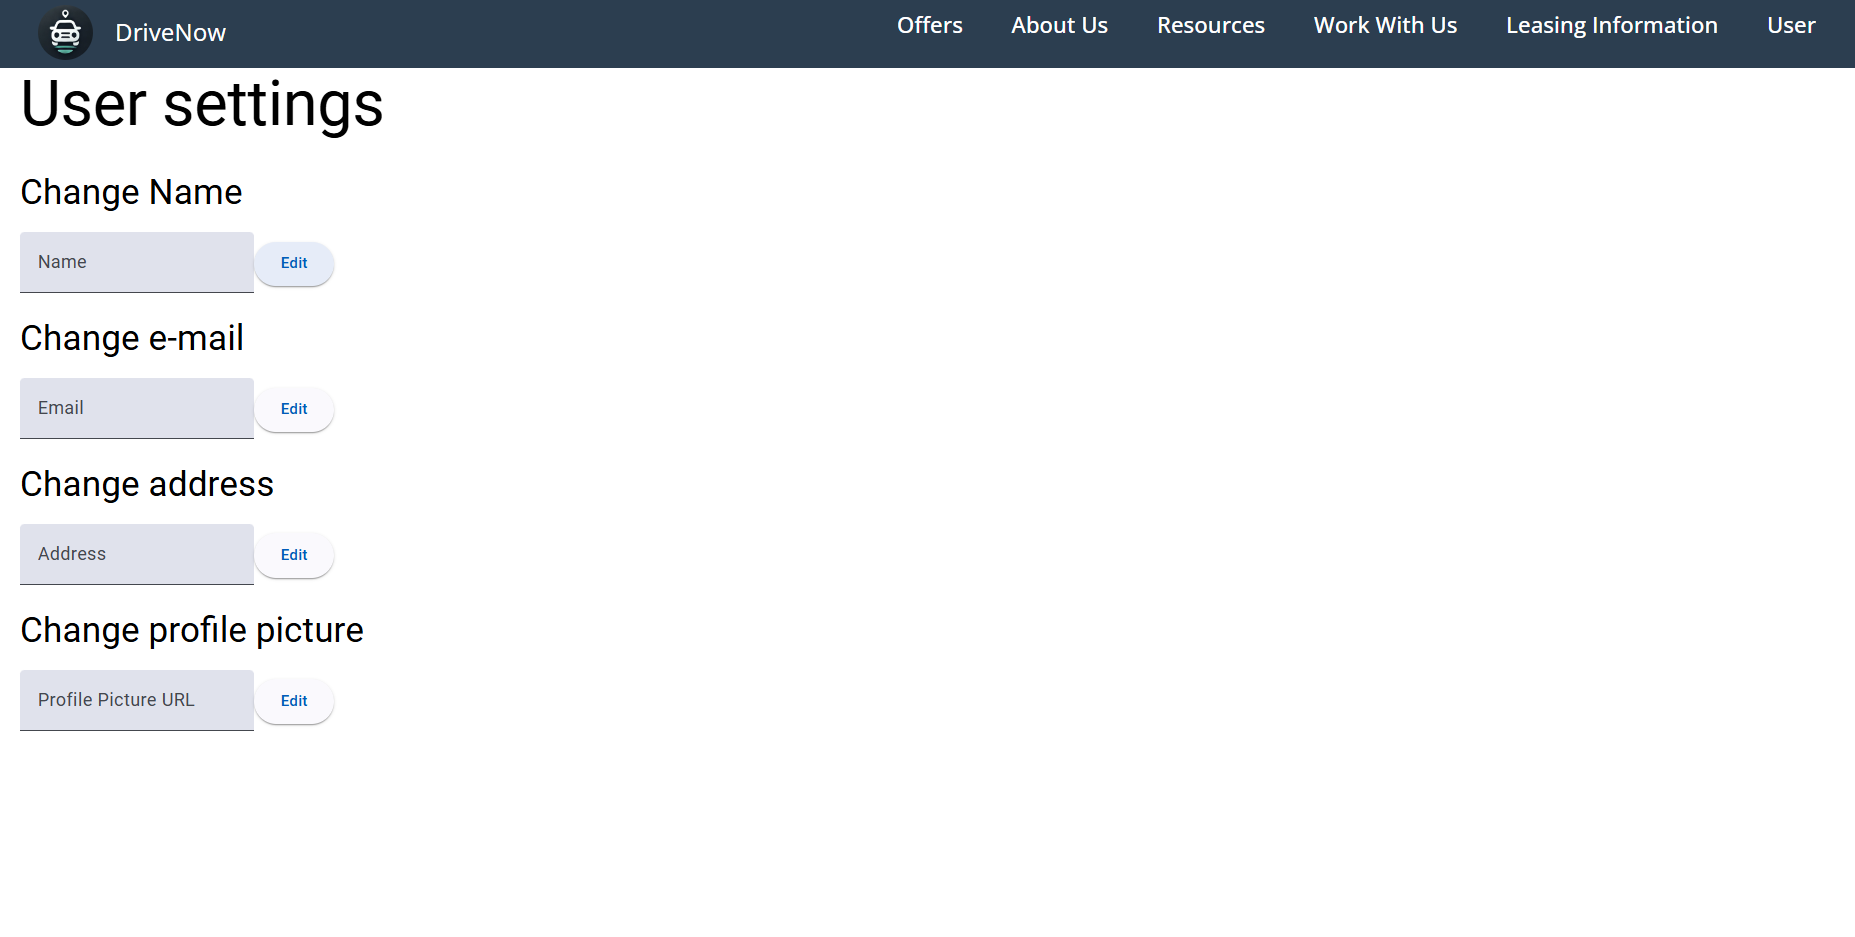 DriveNow Offers About Us Resources Work With Us Leasing Information User
User settings
Change Name
Name Edit
Change e-mail
Email Edit
Change address
Address Edit
Change profile picture
Profile Picture URL Edit